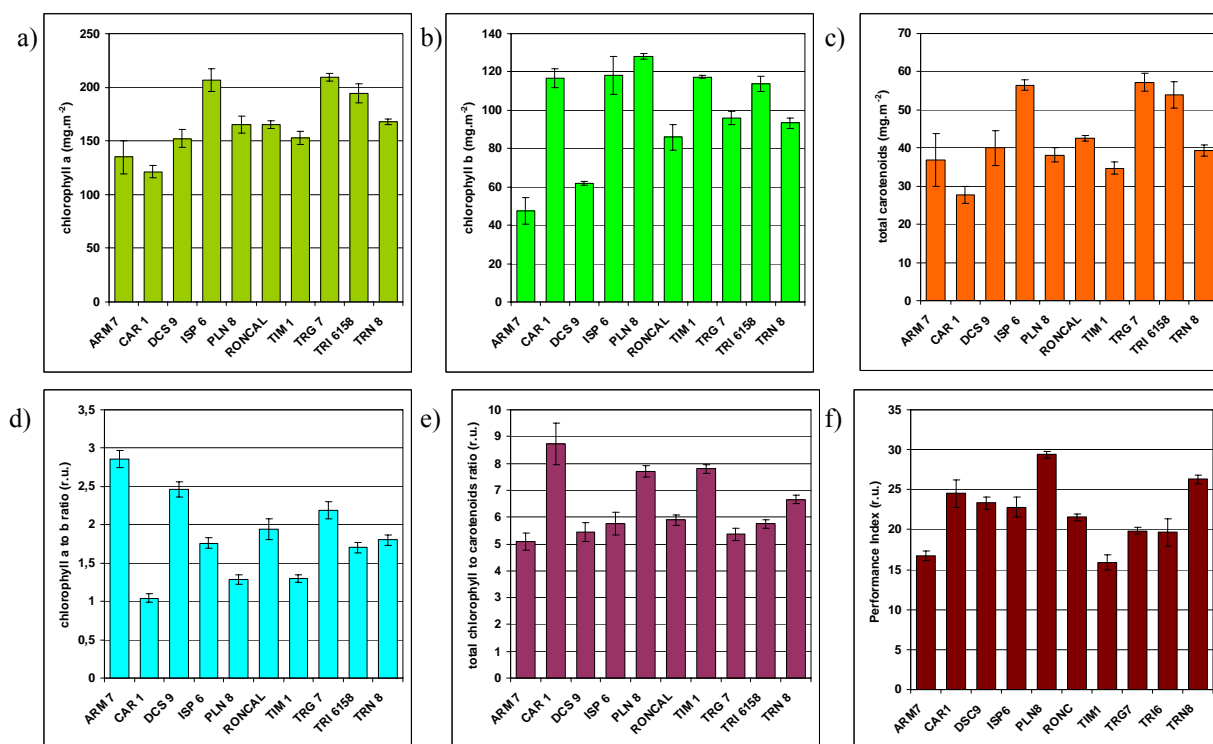 a)
chlorophyll a (mg.m-2)
250
200
150
100
50
0
ARM 7
CAR 1
DCS 9
ISP 6
PLN 8
RONCAL
TIM 1
TRG 7
TRI 6158
TRN 8
b)
chlorophyll b (mg.m-2)
140
120
100
80
60
40
20
0
ARM 7
CAR 1
DCS 9
ISP 6
PLN 8
RONCAL
TIM 1
TRG 7
TRI 6158
TRN 8
c)
total carotenoids (mg.m-2)
70
60
50
40
30
20
10
0
ARM 7
CAR 1
DCS 9
ISP 6
PLN 8
RONCAL
TIM 1
TRG 7
TRI 6158
TRN 8
d)
chlorophyll a to b ratio (r.u.)
3,5
3
2,5
2
1,5
1
0,5
0
ARM 7
CAR 1
DCS 9
ISP 6
PLN 8
RONCAL
TIM 1
TRG 7
TRI 6158
TRN 8
e)
total chlorophyll to carotenoids ratio (r.u.)
10
9
8
7
6
5
4
3
2
1
0
ARM 7
CAR 1
DCS 9
ISP 6
PLN 8
RONCAL
TIM 1
TRG 7
TRI 6158
TRN 8
f)
Performance Index (r.u.)
35
30
25
20
15
10
5
0
ARM7
CAR1
DSC9
ISP6
PLN8
RONC
TIM1
TRG7
TRI6
TRN8